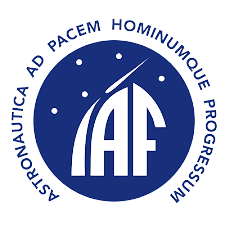 ASTRONAUTICA AD PACEM HOMINUMQUE PROGRESSUM
IAF